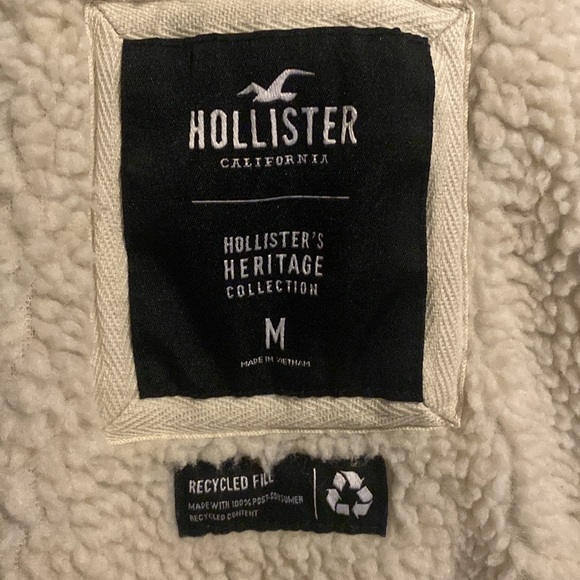 HOLLISTER
CALIFORNIA
HOLLISTER'S
HERITAGE
COLLECTION
M
MADE IN VIETNAM
RECYCLED FILL
MADE WITH 100% POST-CONSUMER
RECYCLED CONTENT